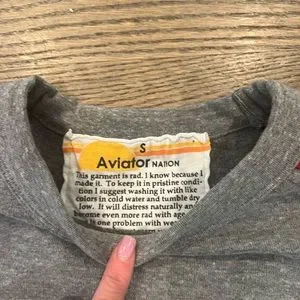 S
Aviator NATION
This garment is rad. I know because I
made it. To keep it in pristine condi-
tion I suggest washing it with like
colors in cold water and tumble dry
low. It will distress naturally and
become even more rad with age
is one problem with